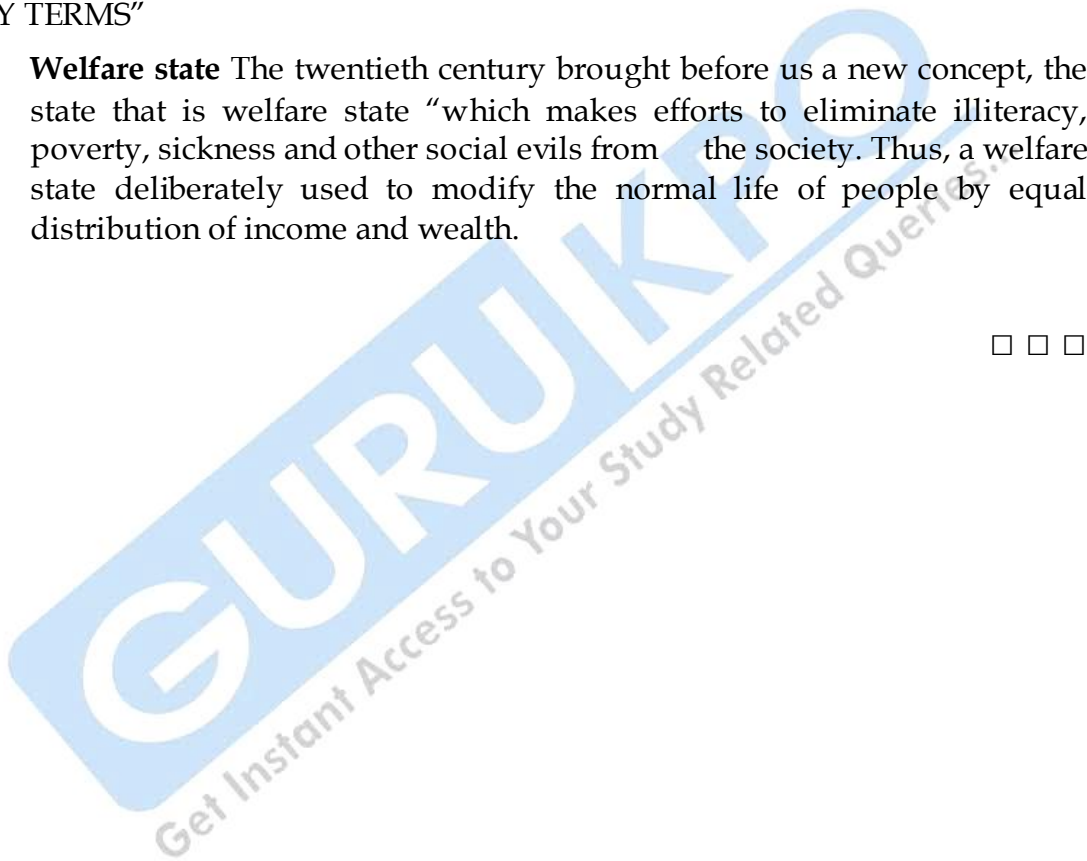 Y TERMS”
Welfare state The twentieth century brought before us a new concept, the
state that is welfare state “which makes efforts to eliminate illiteracy,
poverty, sickness and other social evils from the society. Thus, a welfare
state deliberately used to modify the normal life of people by equal
distribution of income and wealth.
□ □ □
GURUKPO
Get Instant Access to Your Study Related Queries...